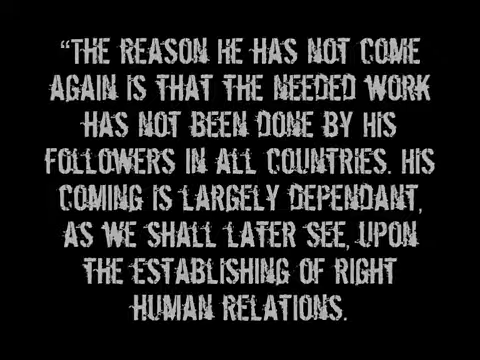 “THE REASON HE HAS NOT COME
AGAIN IS THAT THE NEEDED WORK
HAS NOT BEEN DONE BY HIS
FOLLOWERS IN ALL COUNTRIES. HIS
COMING IS LARGELY DEPENDANT,
AS WE SHALL LATER SEE, UPON
THE ESTABLISHING OF RIGHT
HUMAN RELATIONS.